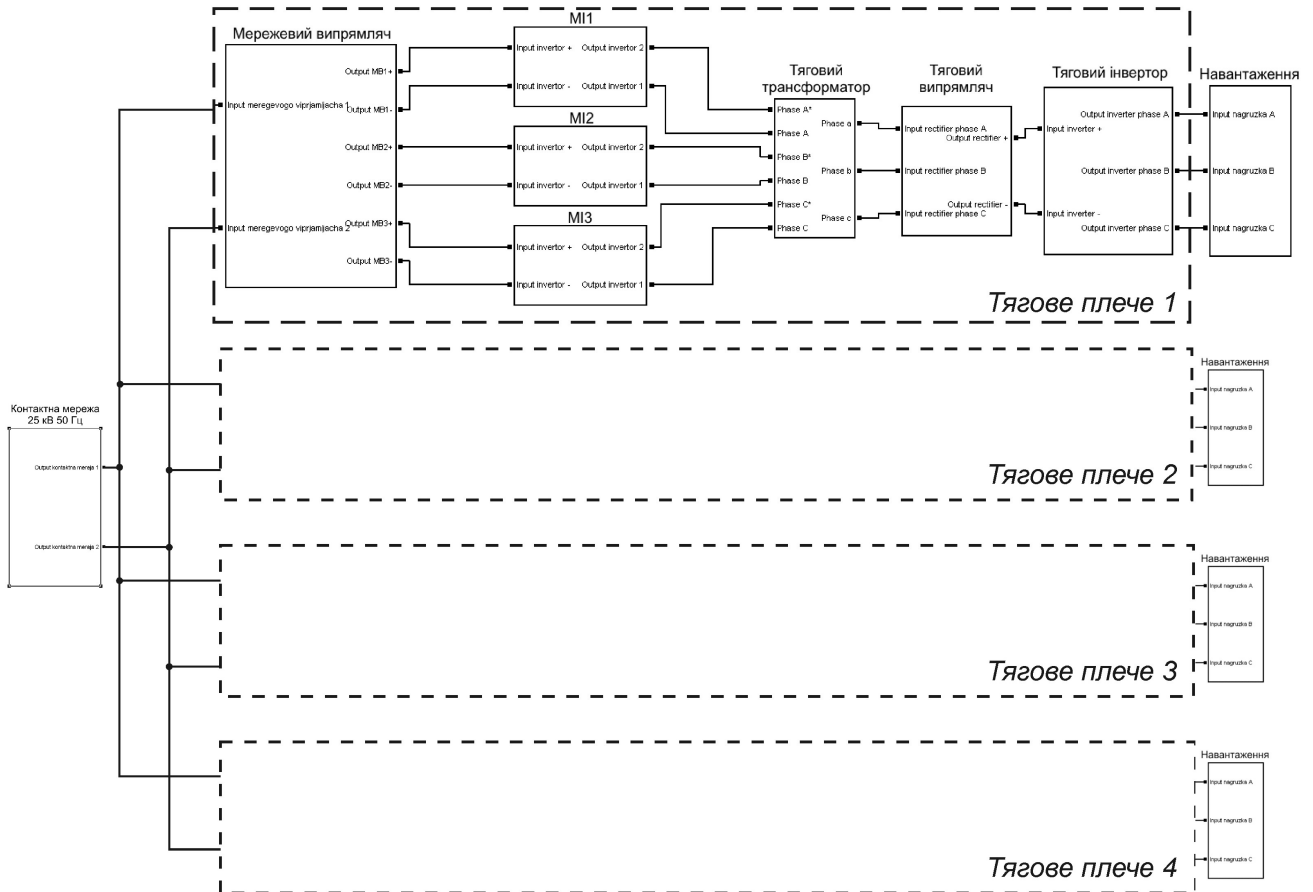 Мережевий випрямляч
Input meregevogo viprjamijacha 1
Input meregevogo viprjamijacha 2
Output MB1+
Output MB1-
Output MB2+
Output MB2-
Output MB3+
Output MB3-
МІ1
Input invertor +
Output invertor 2
Input invertor -
Output invertor 1
МІ2
Input invertor +
Output invertor 2
Input invertor -
Output invertor 1
МІ3
Input invertor +
Output invertor 2
Input invertor -
Output invertor 1
Тяговий
трансформатор
Phase A*
Phase A
Phase B*
Phase B
Phase C*
Phase C
Phase a
Phase b
Phase c
Тяговий
випрямляч
Input rectifier phase A
Output rectifier +
Input rectifier phase B
Output rectifier -
Input rectifier phase C
Тяговий інвертор
Output inverter phase A
Input inverter +
Output inverter phase B
Input inverter -
Output inverter phase C
Навантаження
Input nagruzka A
Input nagruzka B
Input nagruzka C
Тягове плече 1
Навантаження
Input nagruzka A
Input nagruzka B
Input nagruzka C
Тягове плече 2
Контактна мережа
25 кВ 50 Гц
Output kontaktna mereja 1
Output kontaktna mereja 2
Навантаження
Input nagruzka A
Input nagruzka B
Input nagruzka C
Тягове плече 3
Навантаження
Input nagruzka A
Input nagruzka B
Input nagruzka C
Тягове плече 4